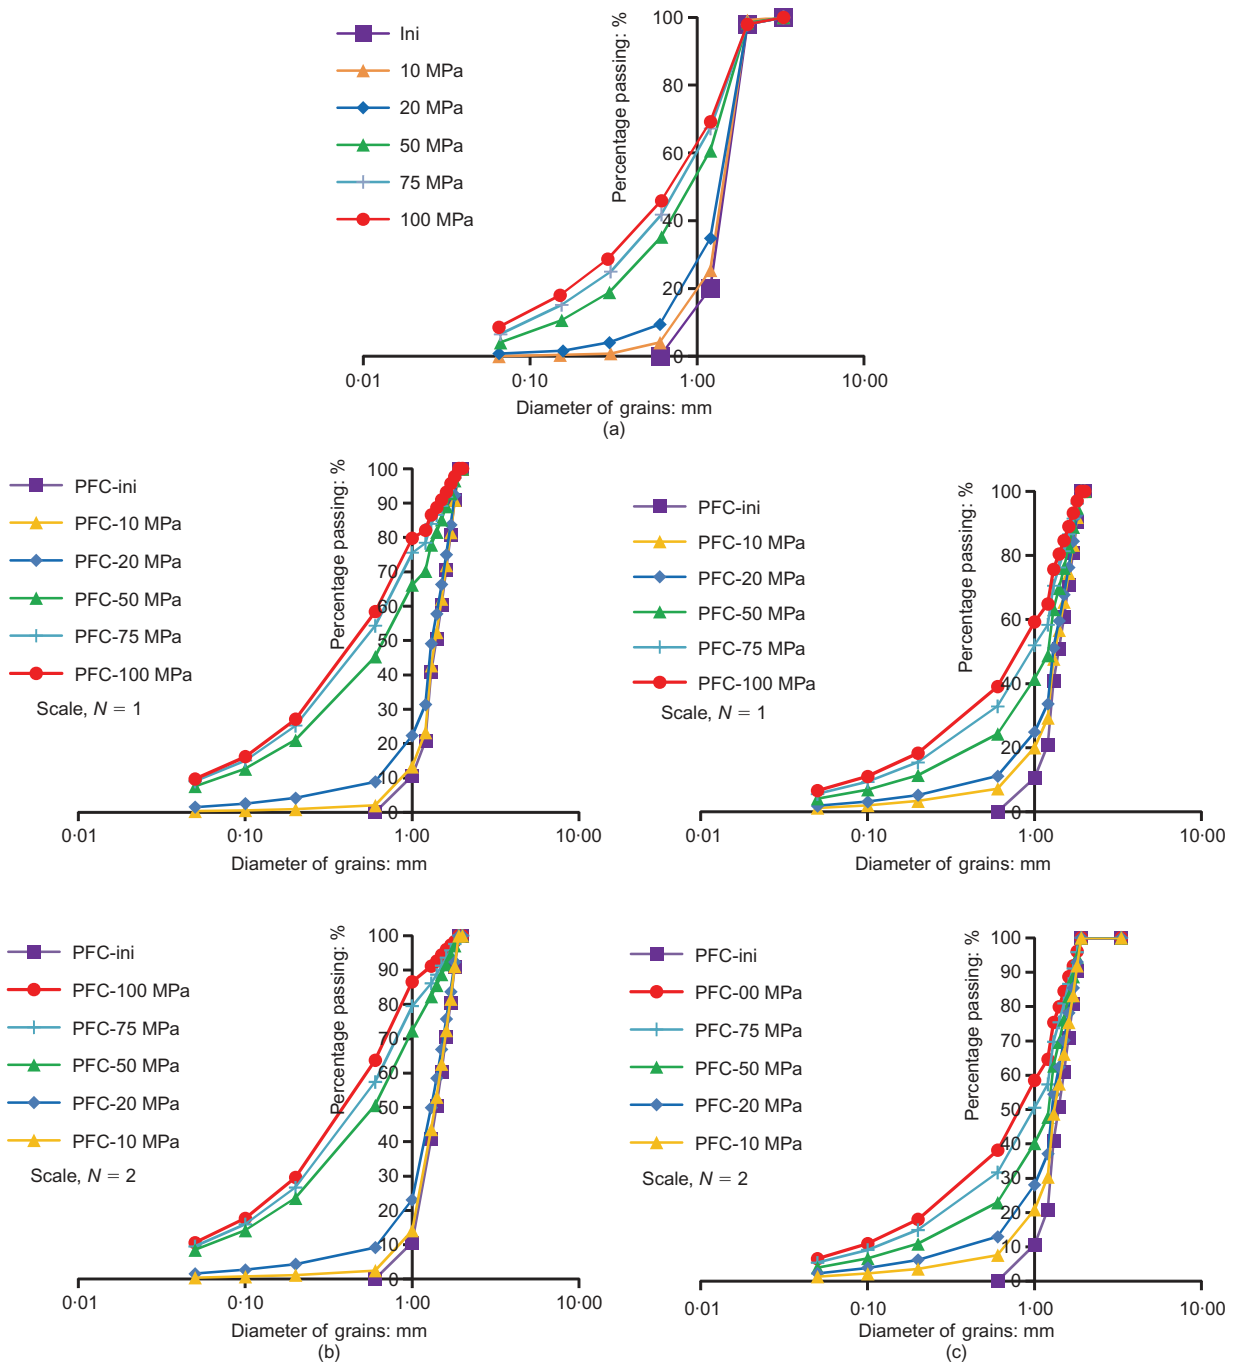 Ini
10 MPa
20 MPa
50 MPa
75 MPa
100 MPa
Percentage passing: %
100
80
60
40
20
0
0·01
0·10
1·00
10·00
Diameter of grains: mm
(a)
PFC-ini
PFC-10 MPa
PFC-20 MPa
PFC-50 MPa
PFC-75 MPa
PFC-100 MPa
Scale, N = 1
Percentage passing: %
100
90
80
70
60
50
40
30
20
10
0
0·01
0·10
1·00
10·00
Diameter of grains: mm
PFC-ini
PFC-10 MPa
PFC-20 MPa
PFC-50 MPa
PFC-75 MPa
PFC-100 MPa
Scale, N = 1
Percentage passing: %
100
80
60
40
20
0
0·01
0·10
1·00
10·00
Diameter of grains: mm
PFC-ini
PFC-100 MPa
PFC-75 MPa
PFC-50 MPa
PFC-20 MPa
PFC-10 MPa
Scale, N = 2
Percentage passing: %
100
90
80
70
60
50
40
30
20
10
0
0·01
0·10
1·00
10·00
Diameter of grains: mm
(b)
PFC-ini
PFC-00 MPa
PFC-75 MPa
PFC-50 MPa
PFC-20 MPa
PFC-10 MPa
Scale, N = 2
Percentage passing: %
100
90
80
70
60
50
40
30
20
10
0
0·01
0·10
1·00
10·00
Diameter of grains: mm
(c)